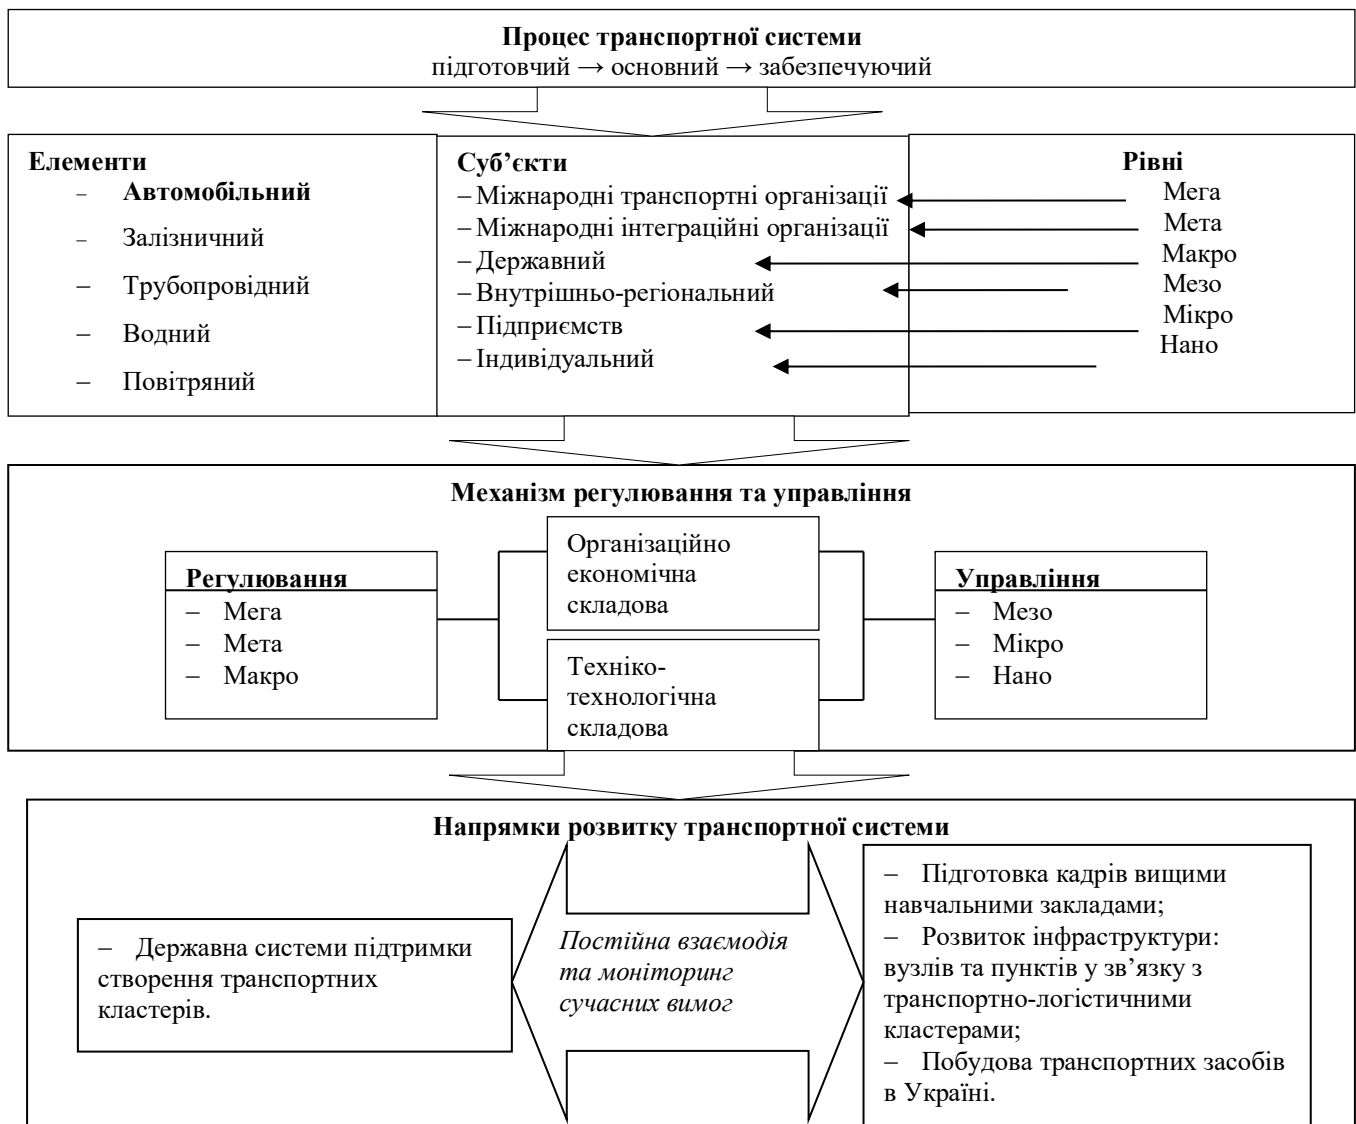 Процес транспортної системи
підготовчий → основний → забезпечуючий
Елементи
– Автомобільний
– Залізничний
– Трубопровідний
– Водний
– Повітряний
Суб’єкти
– Міжнародні транспортні організації
– Міжнародні інтеграційні організації
– Державний
– Внутрішньо-регіональний
– Підприємств
– Індивідуальний
Рівні
Мега
Мета
Макро
Мезо
Мікро
Нано
Механізм регулювання та управління
Регулювання
– Мега
– Мета
– Макро
Організаційно
економічна
складова
Техніко-
технологічна
складова
Управління
– Мезо
– Мікро
– Нано
Напрямки розвитку транспортної системи
– Державна системи підтримки
створення транспортних
кластерів.
Постійна взаємодія
та моніторинг
сучасних вимог
– Підготовка кадрів вищими
навчальними закладами;
– Розвиток інфраструктури:
вузлів та пунктів у зв’язку з
транспортно-логістичними
кластерами;
– Побудова транспортних засобів
в Україні.